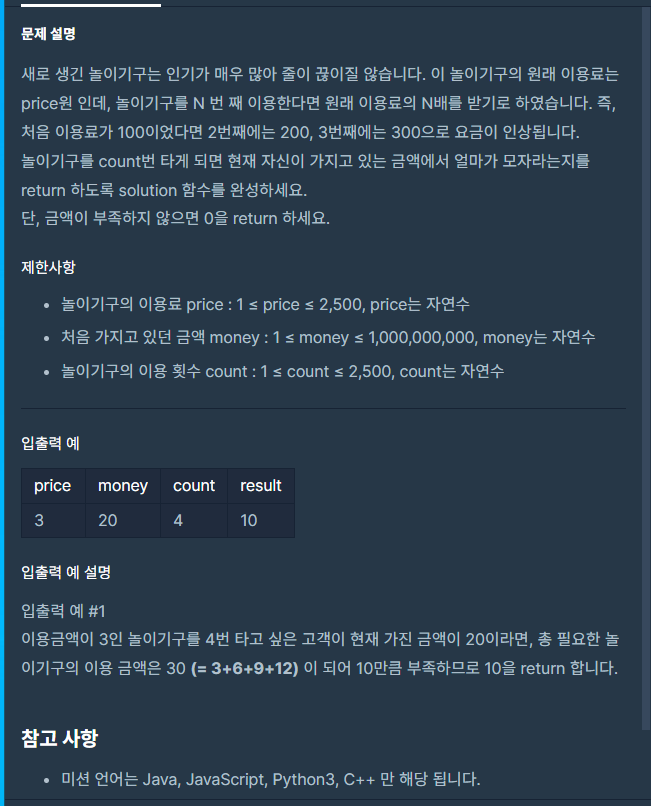 문제 설명
새로 생긴 놀이기구는 인기가 매우 많아 줄이 끊이질 않습니다. 이 놀이기구의 원래 이용료는
price원 인데, 놀이기구를 N 번 째 이용한다면 원래 이용료의 N배를 받기로 하였습니다. 즉,
처음 이용료가 100이었다면 2번째에는 200, 3번째에는 300으로 요금이 인상됩니다.
놀이기구를 count번 타게 되면 현재 자신이 가지고 있는 금액에서 얼마가 모자라는지를
return 하도록 solution 함수를 완성하세요.
단, 금액이 부족하지 않으면 0을 return 하세요.
제한사항
• 놀이기구의 이용료 price : 1 ≤ price ≤ 2,500, price는 자연수
• 처음 가지고 있던 금액 money : 1 ≤ money ≤ 1,000,000,000, money는 자연수
• 놀이기구의 이용 횟수 count : 1 ≤ count ≤ 2,500, count는 자연수
입출력 예
price money count result
3 20 4 10
입출력 예 설명
입출력 예 #1
이용금액이 3인 놀이기구를 4번 타고 싶은 고객이 현재 가진 금액이 20이라면, 총 필요한 놀
이기구의 이용 금액은 30 (= 3+6+9+12) 이 되어 10만큼 부족하므로 10을 return 합니다.
참고 사항
• 미션 언어는 Java, JavaScript, Python3, C++ 만 해당 됩니다.